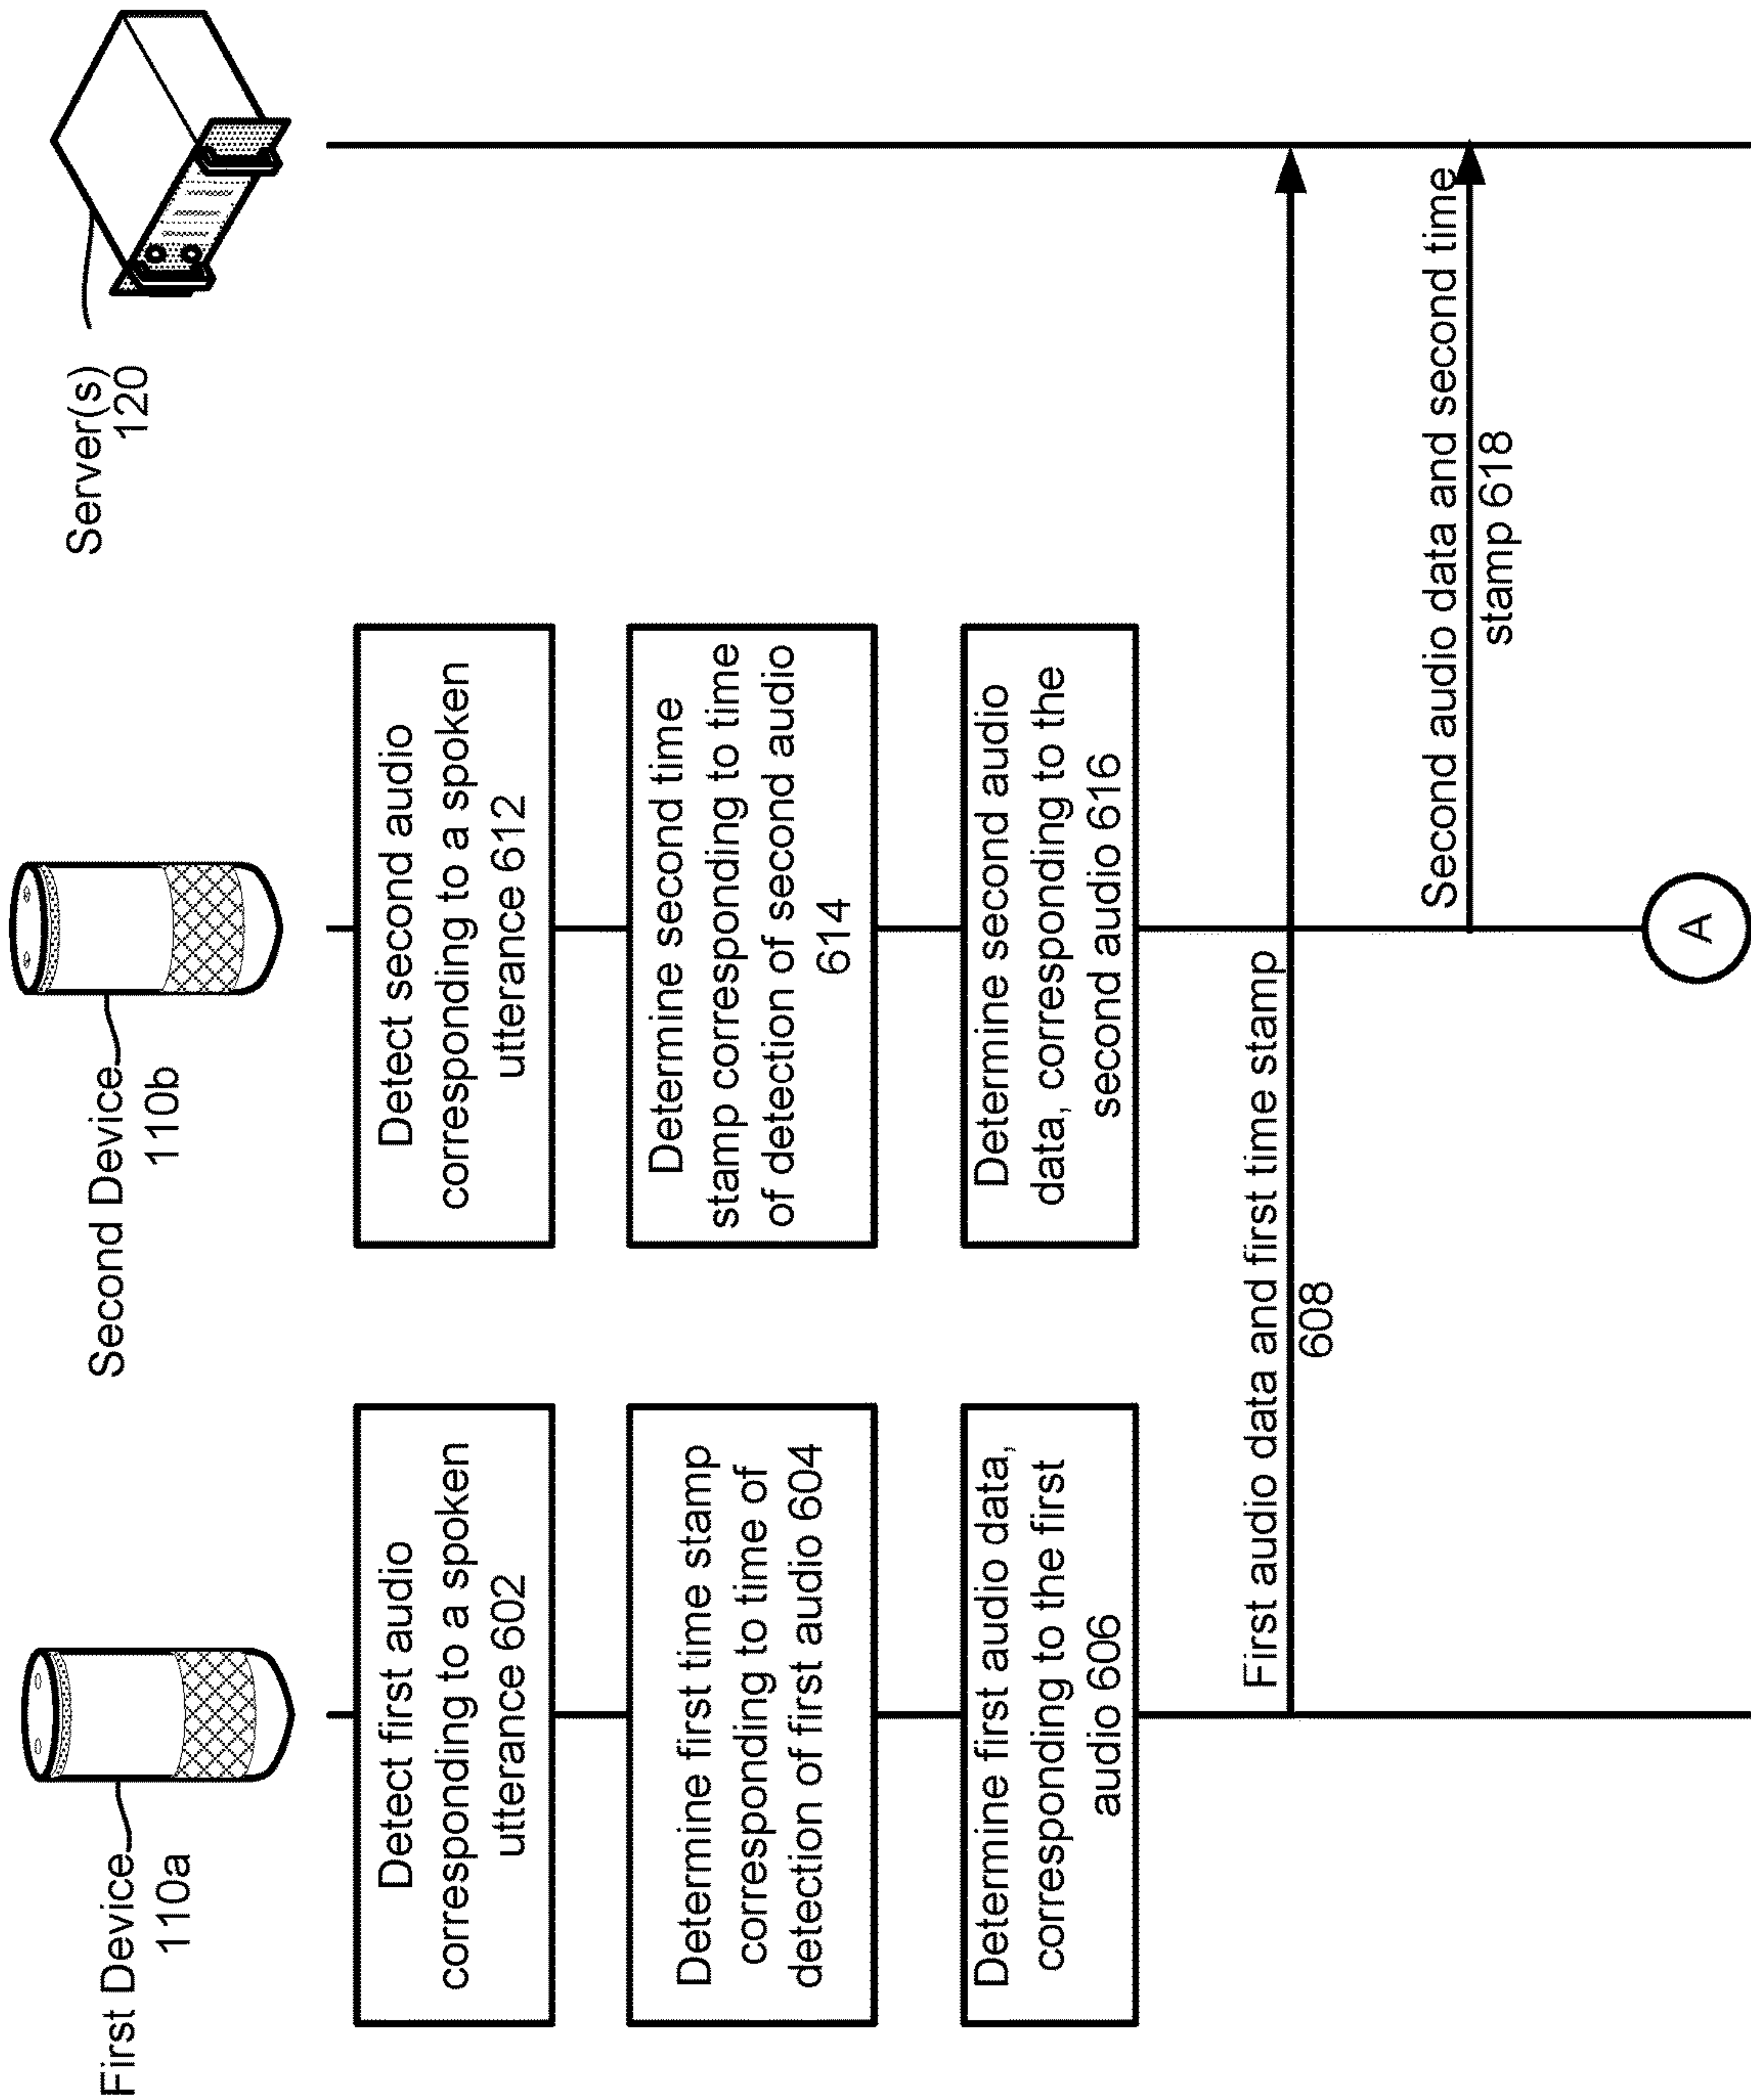 First Device
110a
Second Device
110b
Server(s)
120
Detect first audio
corresponding to a spoken
utterance 602
Detect second audio
corresponding to a spoken
utterance 612
Determine first time stamp
corresponding to time of
detection of first audio 604
Determine second time
stamp corresponding to time
of detection of second audio
614
Determine first audio data,
corresponding to the first
audio 606
Determine second audio
data, corresponding to the
second audio 616
First audio data and first time stamp
608
Second audio data and second time
stamp 618
A